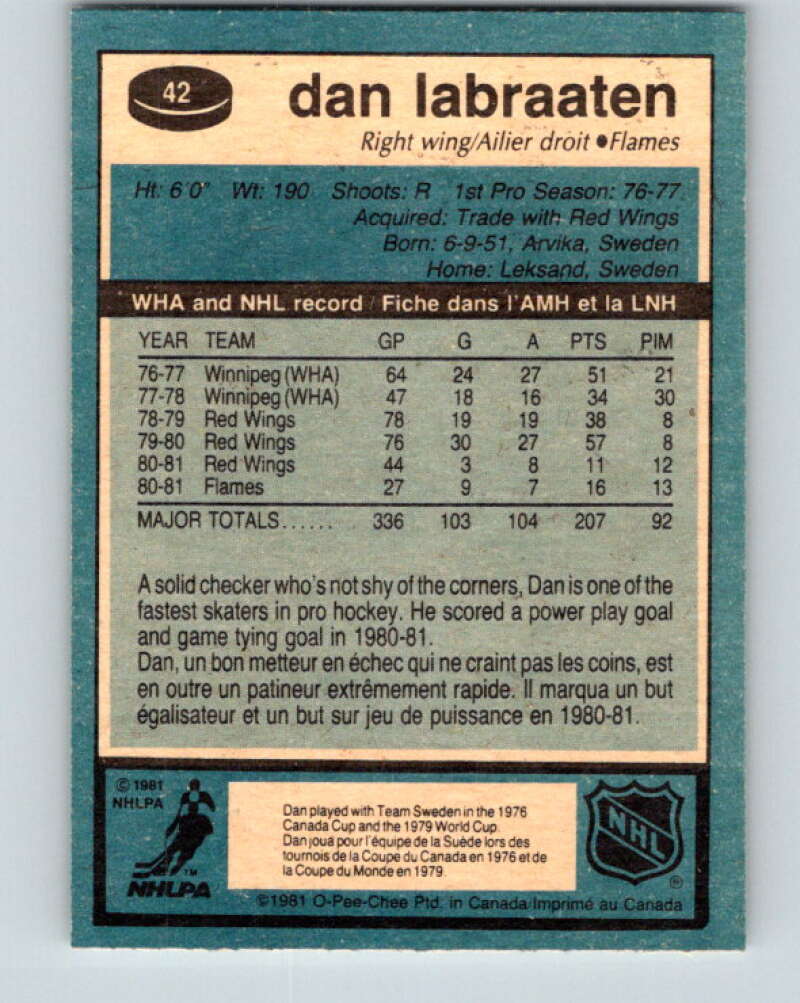 42
dan labraaten
Right wing/Ailier droit ●Flames
Ht: 6'0" Wt: 190 Shoots: R 1st Pro Season: 76-77
Acquired: Trade with Red Wings
Born: 6-9-51, Arvika, Sweden
Home: Leksand, Sweden
WHA and NHL record / Fiche dans l'AMH et la LNH
YEAR TEAM GP G A PTS PIM
76-77 Winnipeg (WHA) 64 24 27 51 21
77-78 Winnipeg (WHA) 47 18 16 34 30
78-79 Red Wings 78 19 19 38 8
79-80 Red Wings 76 30 27 57 8
80-81 Red Wings 44 3 8 11 12
80-81 Flames 27 9 7 16 13
MAJOR TOTALS...... 336 103 104 207 92
A solid checker who's not shy of the corners, Dan is one of the
fastest skaters in pro hockey. He scored a power play goal
and game tying goal in 1980-81.
Dan, un bon metteur en échec qui ne craint pas les coins, est
en outre un patineur extrêmement rapide. Il marqua un but
égalisateur et un but sur jeu de puissance en 1980-81.
© 1981
NHLPA
TM
NHLPA
Dan played with Team Sweden in the 1976
Canada Cup and the 1979 World Cup.
Dan joua pour l'équipe de la Suède lors des
tournois de la Coupe du Canada en 1976 et de
la Coupe du Monde en 1979.
NHL
®
©1981 O-Pee-Chee Ptd. in Canada/Imprimé au Canada